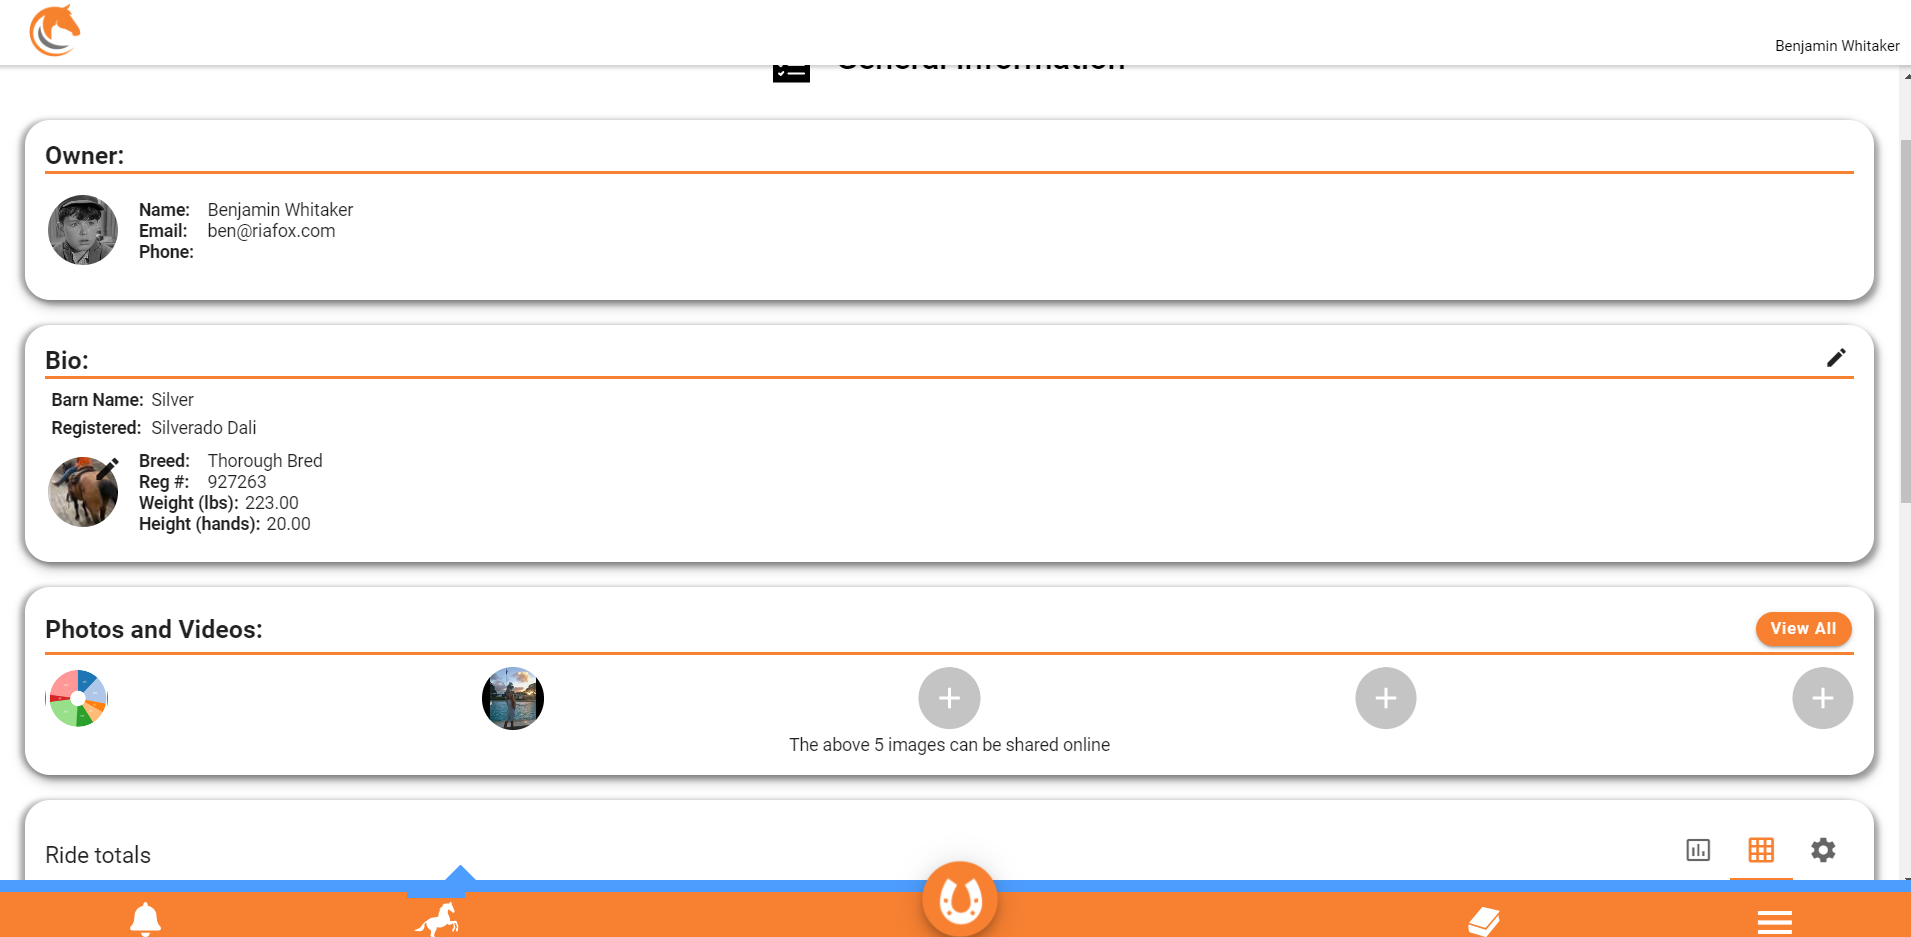 Benjamin Whitaker
General Information
Owner:
Name: Benjamin Whitaker
Email: ben@riafox.com
Phone:
Bio:
Barn Name: Silver
Registered: Silverado Dali
Breed: Thorough Bred
Reg #: 927263
Weight (lbs): 223.00
Height (hands): 20.00
Photos and Videos:
View All
The above 5 images can be shared online
Ride totals